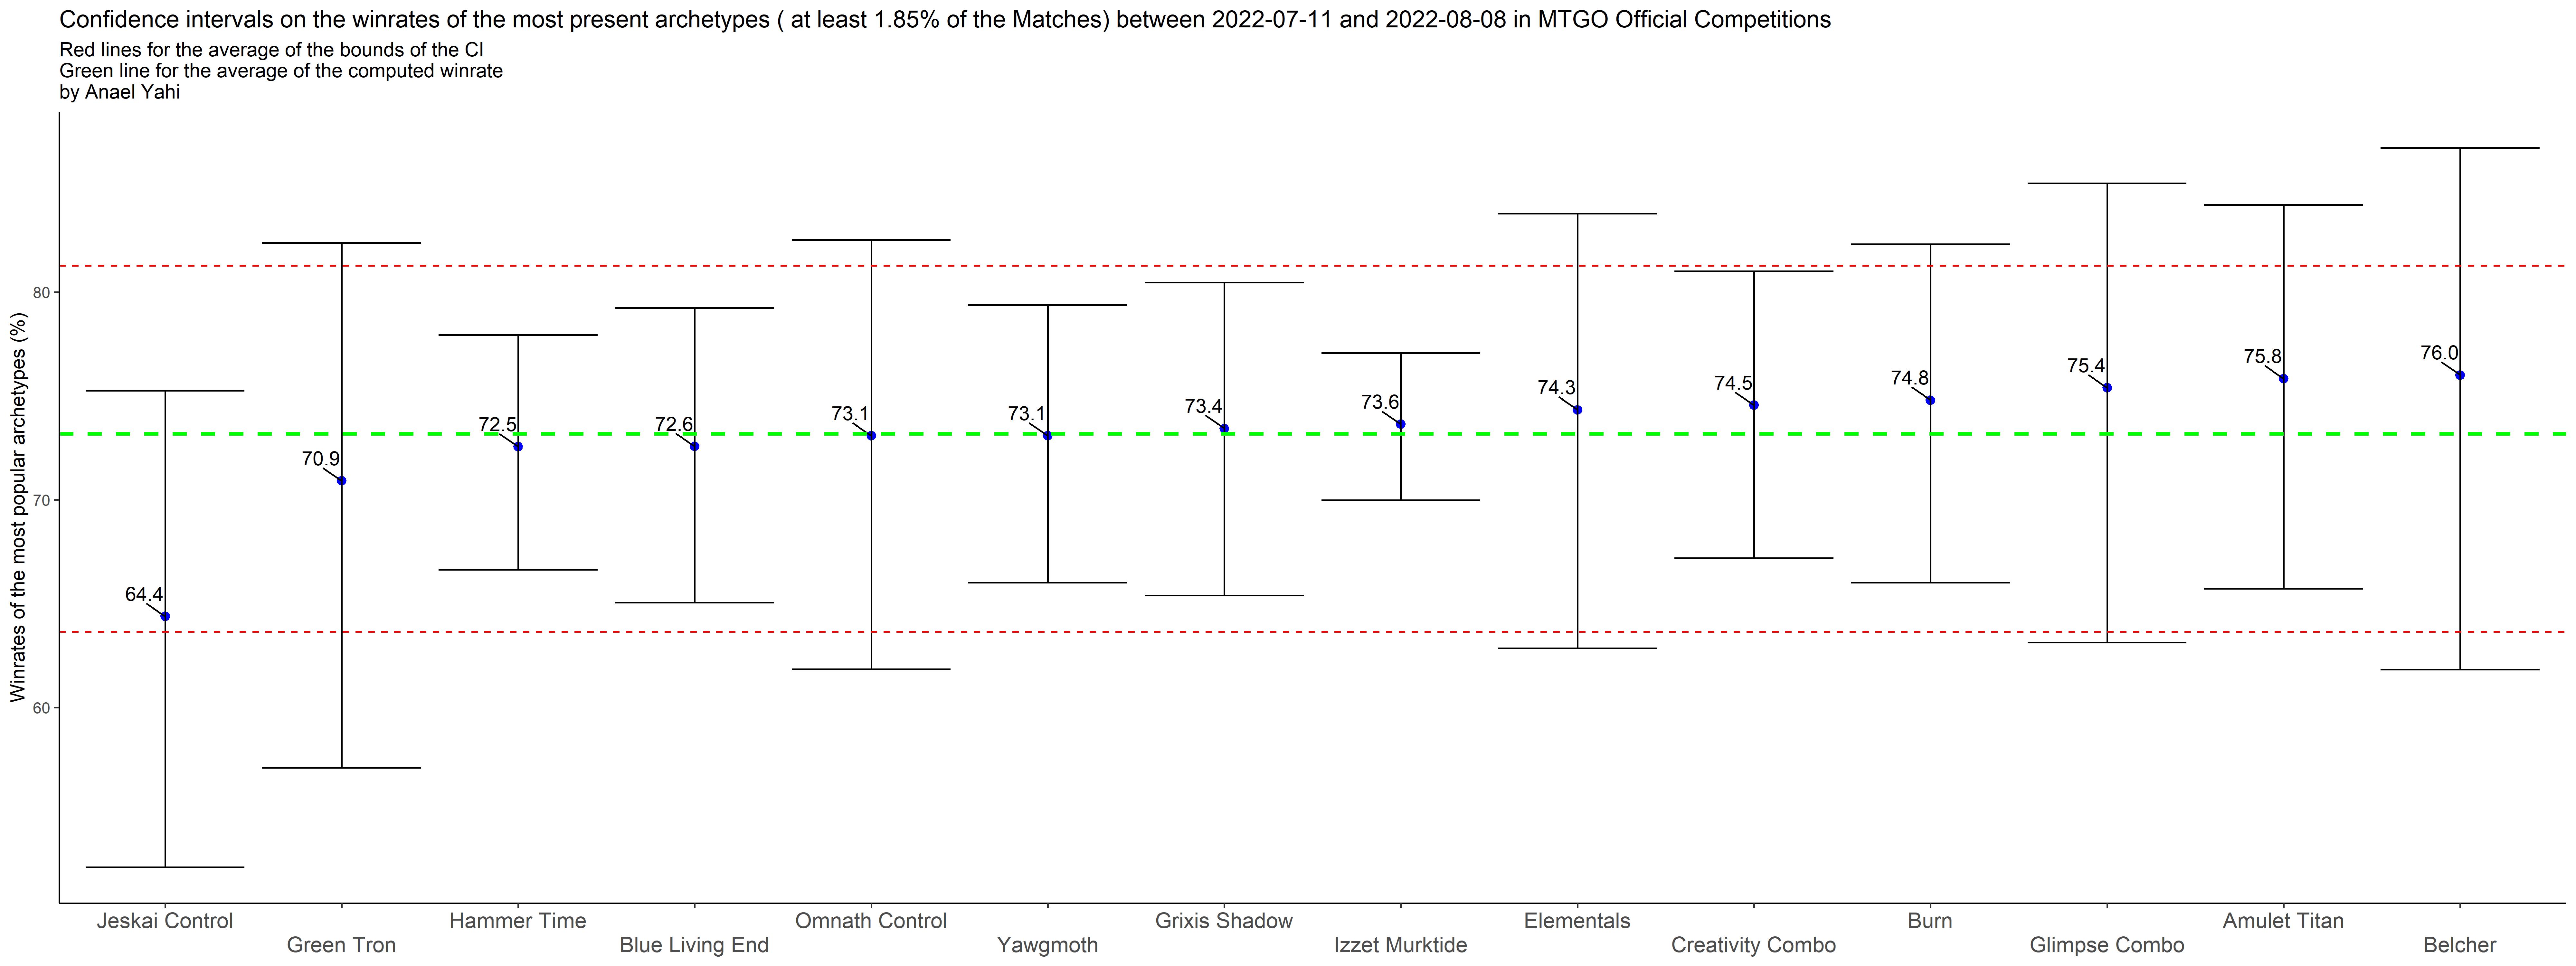 Confidence intervals on the winrates of the most present archetypes ( at least 1.85% of the Matches) between 2022-07-11 and 2022-08-08 in MTGO Official Competitions
Red lines for the average of the bounds of the CI
Green line for the average of the computed winrate
by Anael Yahi
Winrates of the most popular archetypes (%)
80
70
60
64.4
70.9
72.5
72.6
73.1
73.1
73.4
73.6
74.3
74.5
74.8
75.4
75.8
76.0
Jeskai Control
Green Tron
Hammer Time
Blue Living End
Omnath Control
Yawgmoth
Grixis Shadow
Izzet Murktide
Elementals
Creativity Combo
Burn
Glimpse Combo
Amulet Titan
Belcher